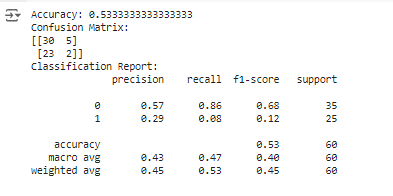 Accuracy: 0.5333333333333333
Confusion Matrix:
[[30 5]
[23 2]]
Classification Report:
precision recall f1-score support
0 0.57 0.86 0.68 35
1 0.29 0.08 0.12 25
accuracy 0.53 60
macro avg 0.43 0.47 0.40 60
weighted avg 0.45 0.53 0.45 60